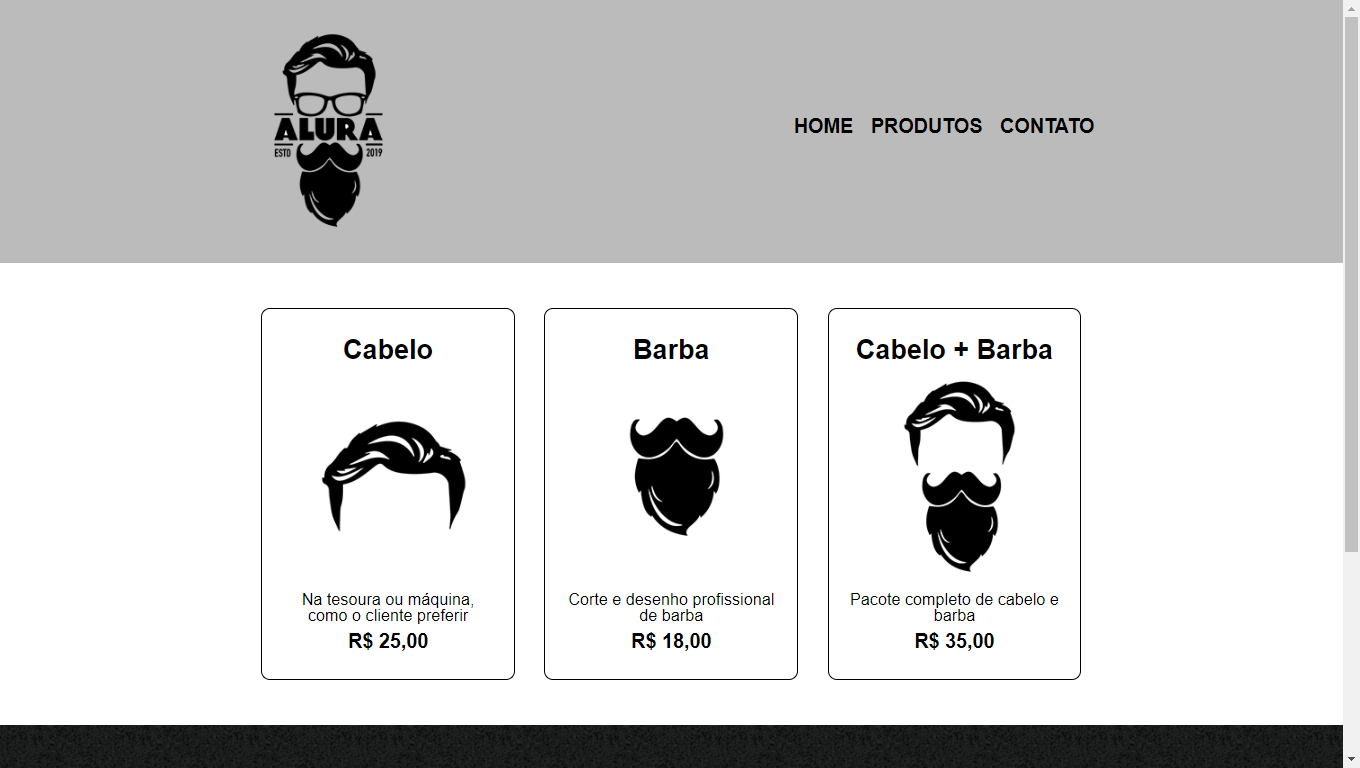 ALURA
ESTD 2019
HOME PRODUTOS CONTATO
Cabelo
Na tesoura ou máquina,
como o cliente preferir
R$ 25,00
Barba
Corte e desenho profissional
de barba
R$ 18,00
Cabelo + Barba
Pacote completo de cabelo e
barba
R$ 35,00